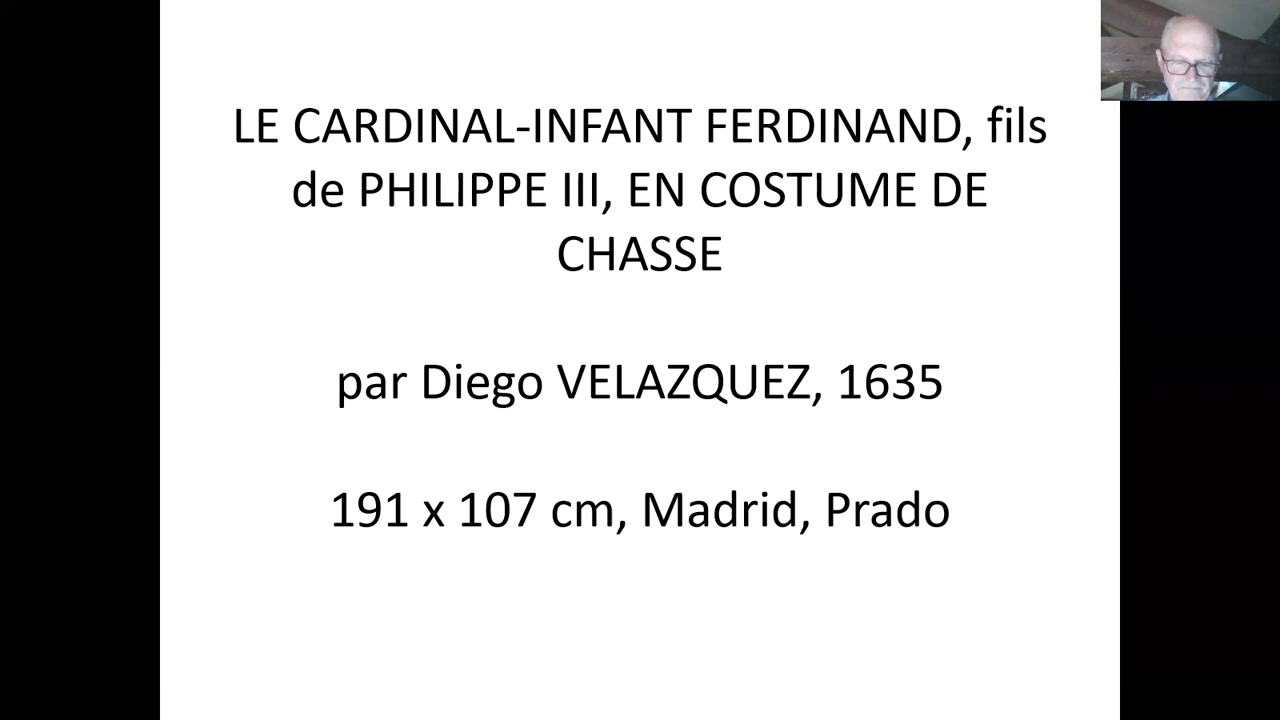 LE CARDINAL-INFANT FERDINAND, fils
de PHILIPPE III, EN COSTUME DE
CHASSE
par Diego VELAZQUEZ, 1635
191 x 107 cm, Madrid, Prado